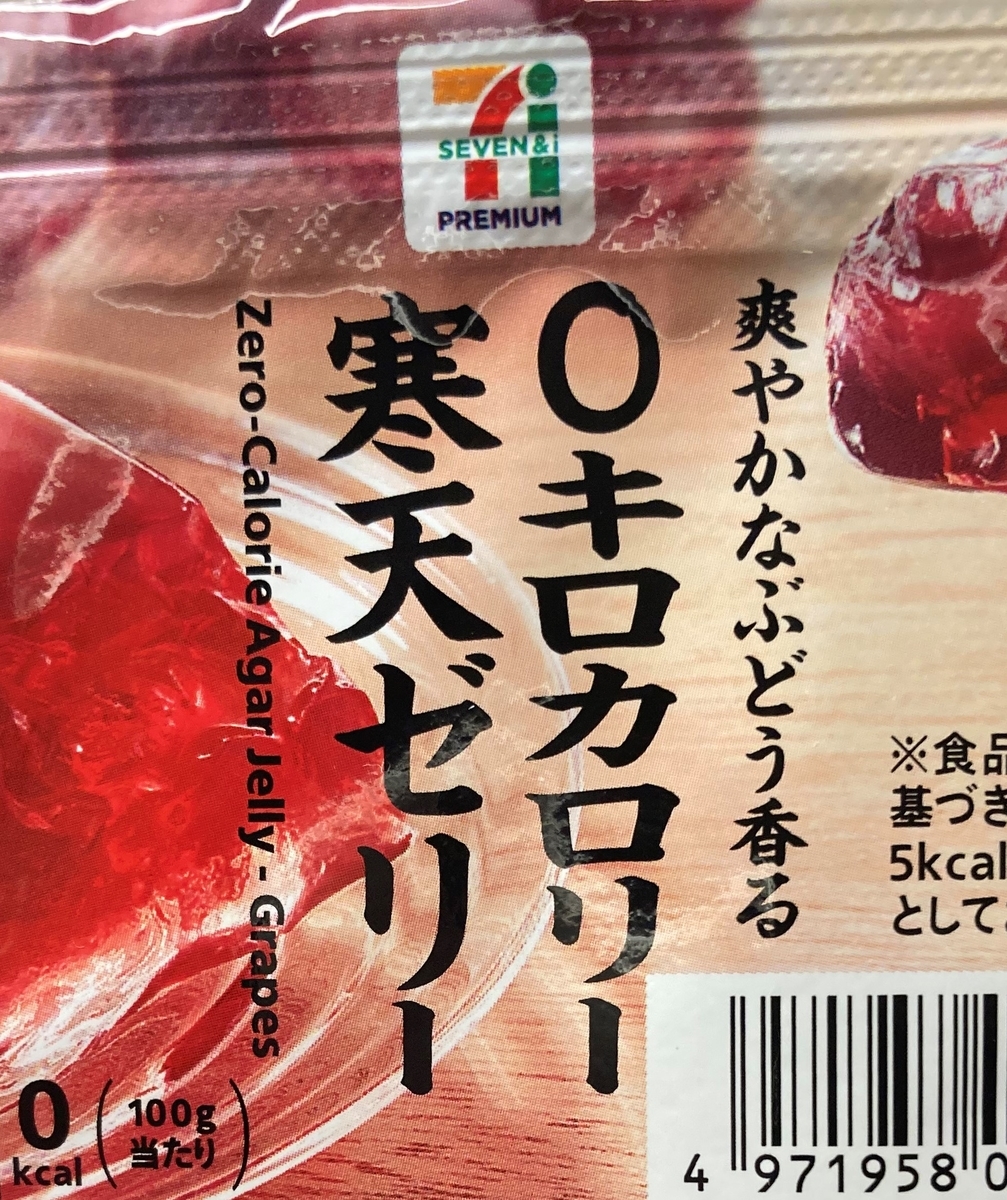 SEVEN&i
PREMIUM
爽やかなぶどう香る
0キロカロリー
寒天ゼリー
Zero-Calorie Agar Jelly - Grapes
※食品
基づき
5kcal
として
0
kcal
(100g
当たり)
4 971958 0